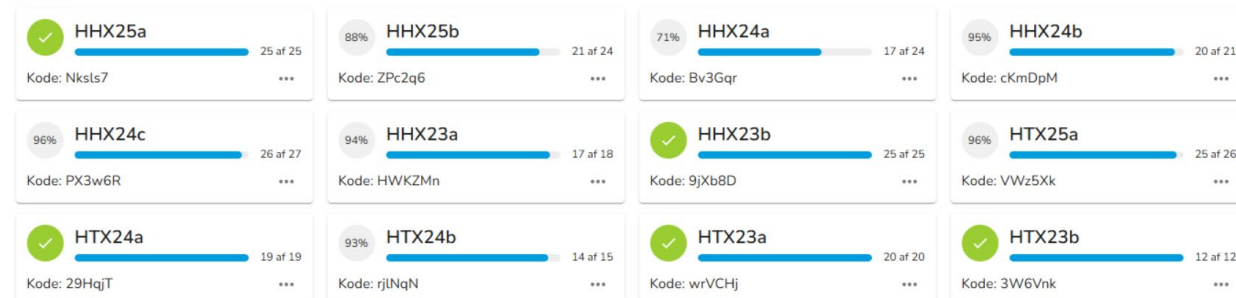 HHX25a
25 af 25
Kode: Nksls7
88%
HHX25b
21 af 24
Kode: ZPc2q6
71%
HHX24a
17 af 24
Kode: Bv3Gqr
95%
HHX24b
20 af 21
Kode: cKmDpM
96%
HHX24c
26 af 27
Kode: PX3w6R
94%
HHX23a
17 af 18
Kode: HWKZMn
HHX23b
25 af 25
Kode: 9jXb8D
96%
HTX25a
25 af 26
Kode: VWz5Xk
HTX24a
19 af 19
Kode: 29HqjT
93%
HTX24b
14 af 15
Kode: rjlNqN
HTX23a
20 af 20
Kode: wrVCHj
HTX23b
12 af 12
Kode: 3W6Vnk